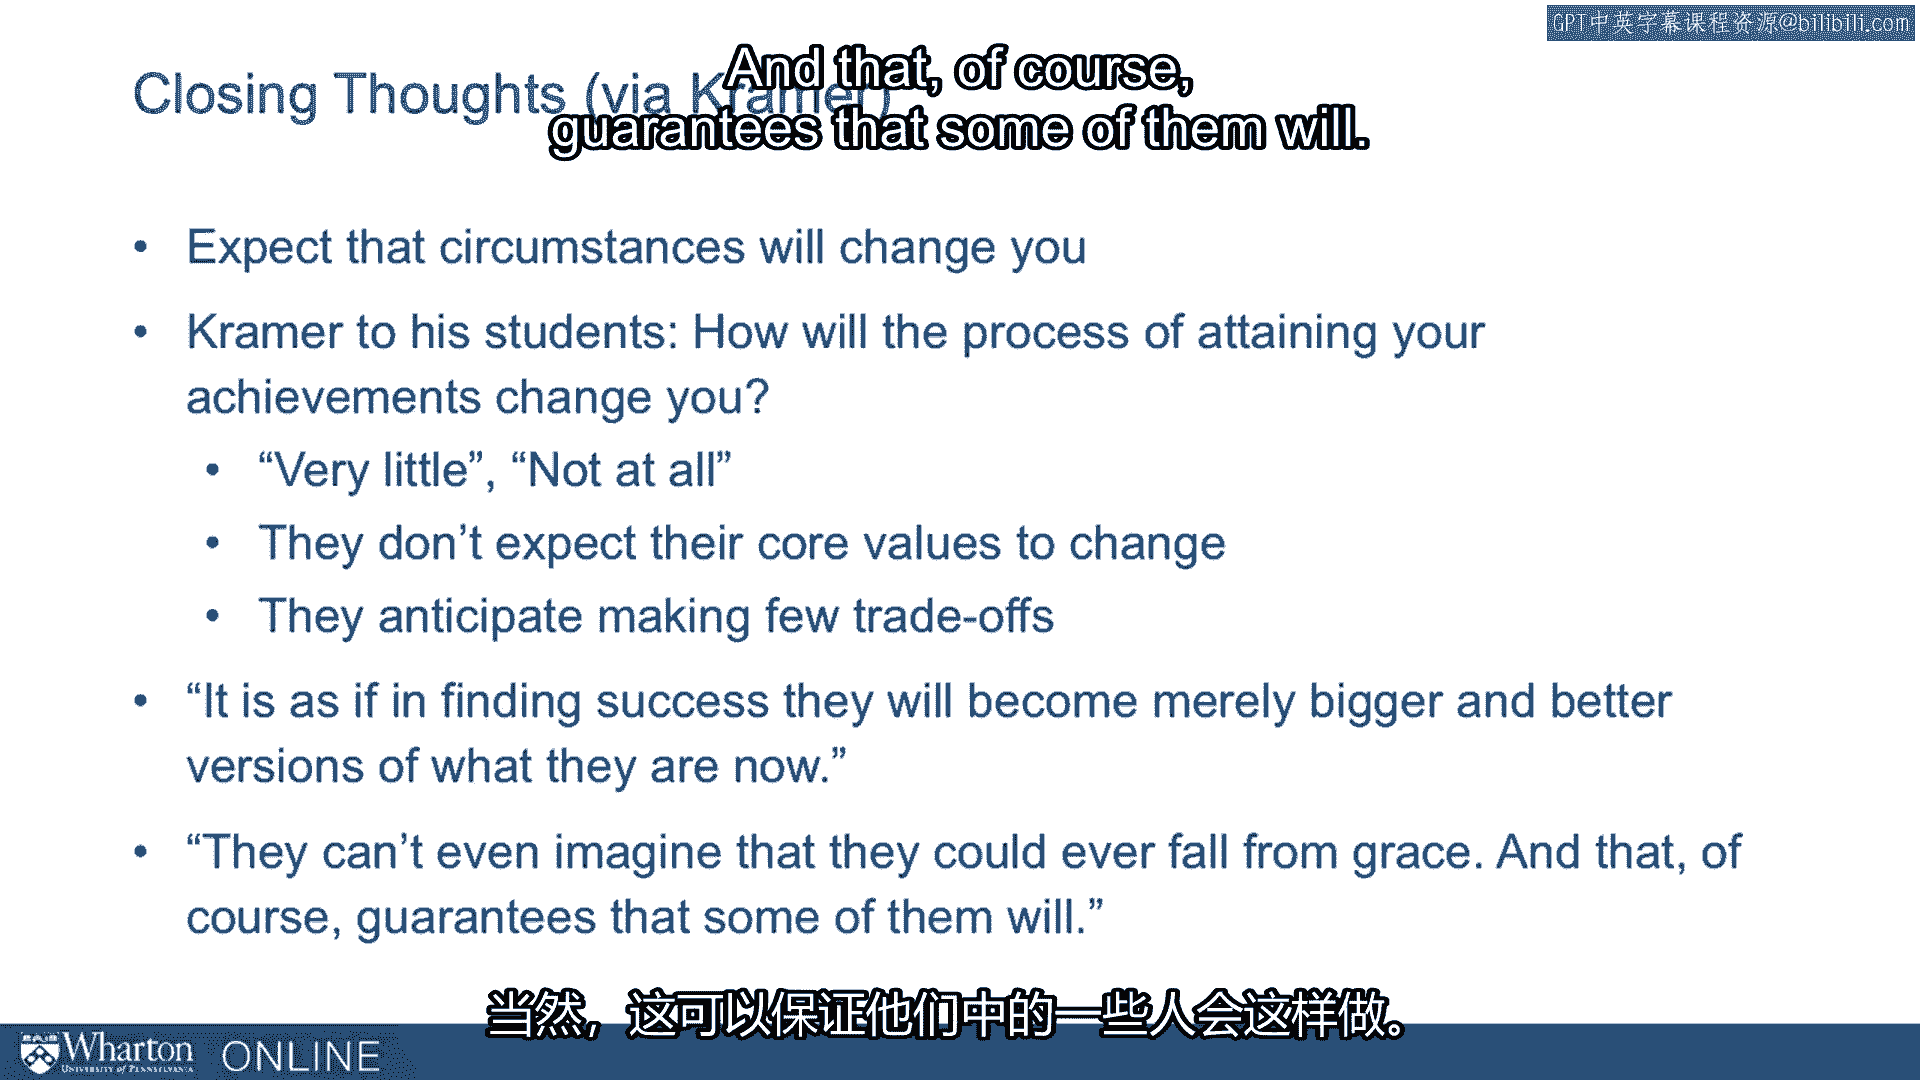 GPT中英字幕课程资源@bilibili.com
Closing Thoughts (via Kramer)
And that, of course,
guarantees that some of them will.
• Expect that circumstances will change you
• Kramer to his students: How will the process of attaining your
achievements change you?
• “Very little”, “Not at all”
• They don’t expect their core values to change
• They anticipate making few trade-offs
• “It is as if in finding success they will become merely bigger and better
versions of what they are now.”
• “They can’t even imagine that they could ever fall from grace. And that, of
course, guarantees that some of them will.”
当然，这可以保证他们中的一些人会这样做。
Wharton ONLINE
UNIVERSITY of PENNSYLVANIA